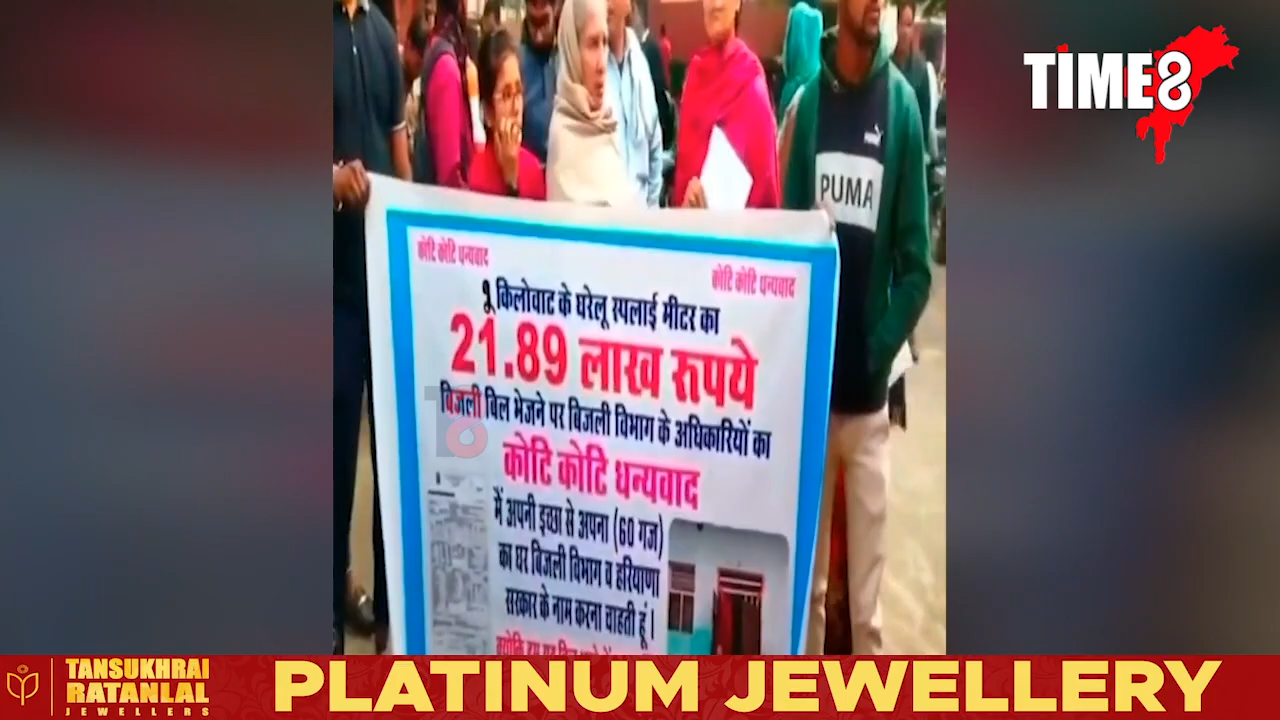 TIME8
PUMA
कोटि कोटि धन्यवाद
कोटि कोटि धन्यवाद
१ किलोवाट के घरेलू स्पलाई मीटर का
21.89 लाख रूपये
बिजली बिल भेजने पर बिजली विभाग के अधिकारियों का
कोटि कोटि धन्यवाद
मैं अपनी इच्छा से अपना (60 गज)
का घर बिजली विभाग व हरियाणा
सरकार के नाम करना चाहती हूं।
TANSUKHRAI
RATANLAL
JEWELLERS
PLATINUM JEWELLERY